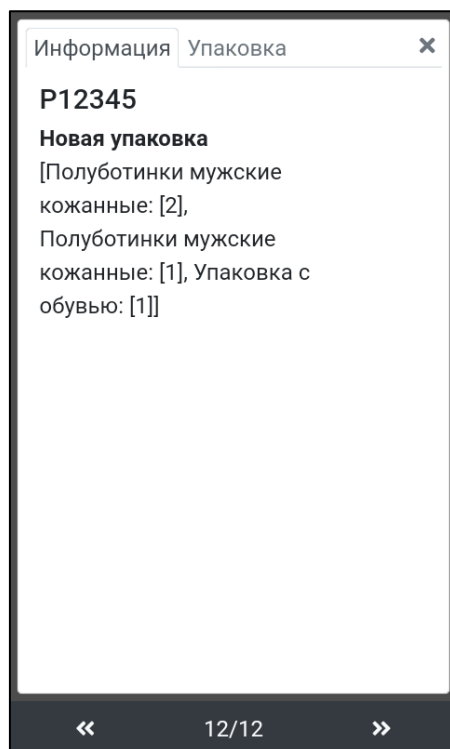 Информация Упаковка ×
P12345
Новая упаковка
[Полуботинки мужские
кожанные: [2],
Полуботинки мужские
кожанные: [1], Упаковка с
обувью: [1]]
« 12/12 »